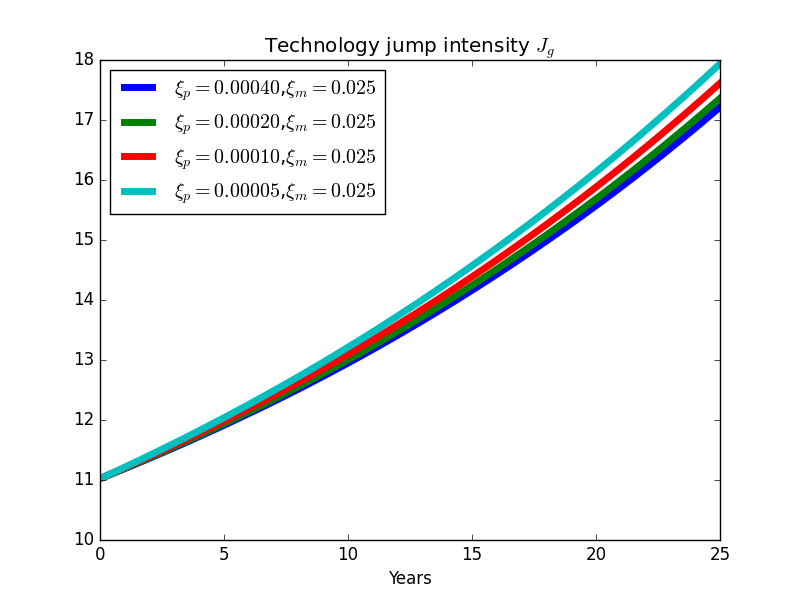 Technology jump intensity J_g
18
17
16
15
14
13
12
11
10
ξ_p = 0.00040,ξ_m = 0.025
ξ_p = 0.00020,ξ_m = 0.025
ξ_p = 0.00010,ξ_m = 0.025
ξ_p = 0.00005,ξ_m = 0.025
0 5 10 15 20 25
Years